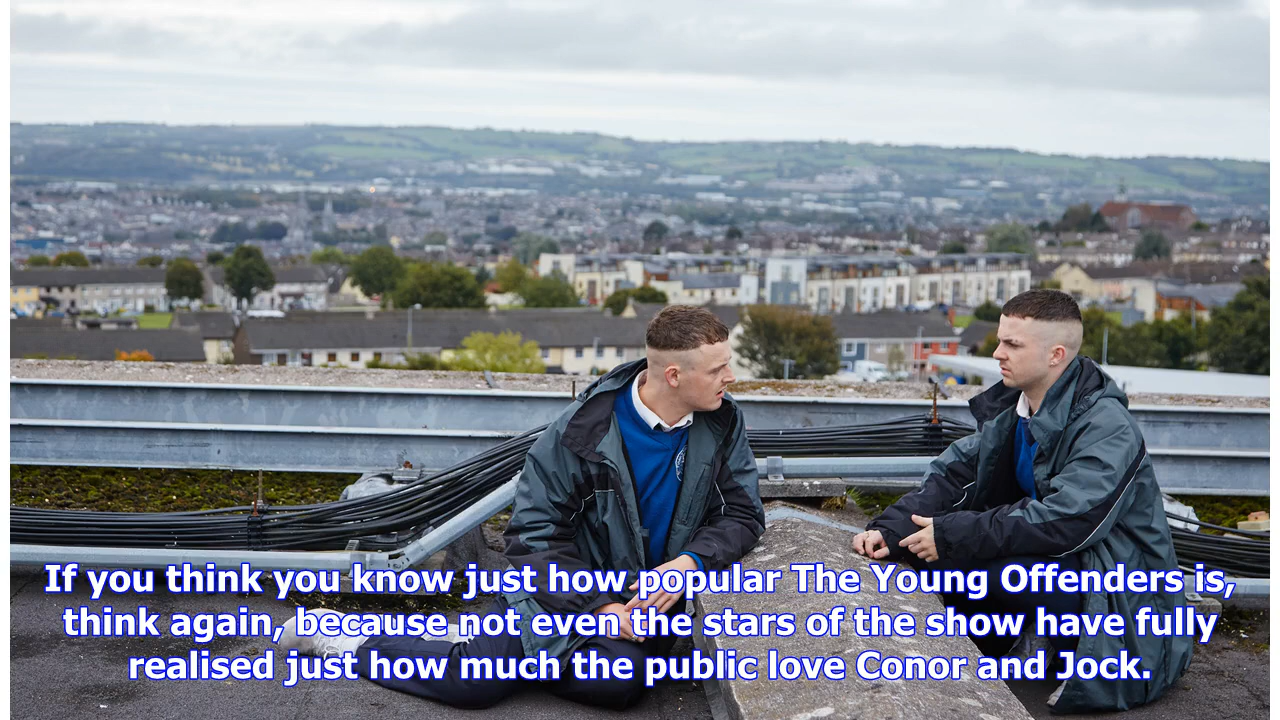 If you think you know just how popular The Young Offenders is,
think again, because not even the stars of the show have fully
realised just how much the public love Conor and Jock.